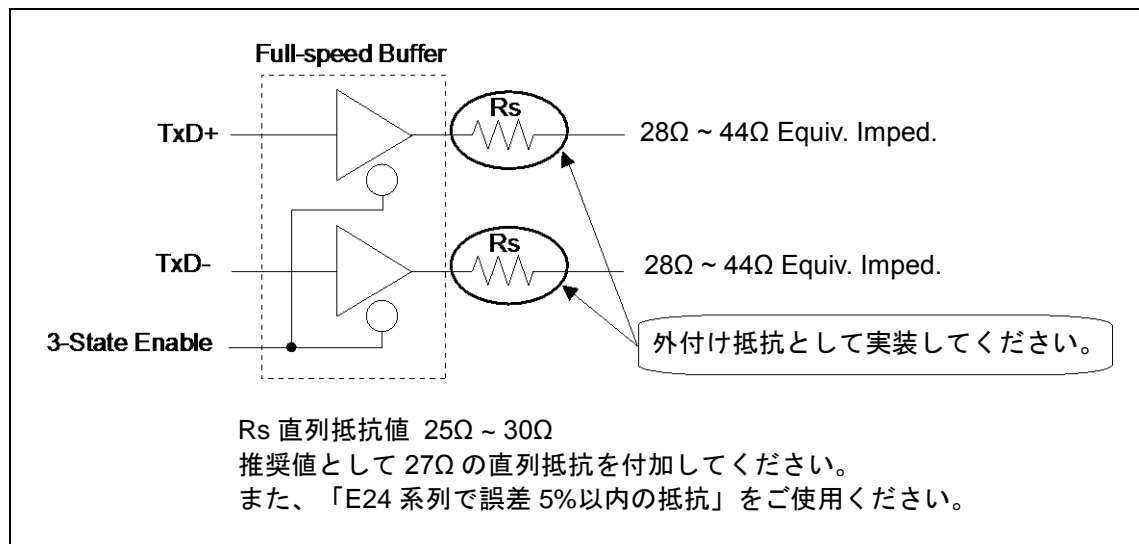 Full-speed Buffer
TxD+
Rs
28Ω ~ 44Ω Equiv. Imped.
TxD-
Rs
28Ω ~ 44Ω Equiv. Imped.
3-State Enable
外付け抵抗として実装してください。
Rs 直列抵抗値 25Ω ~ 30Ω
推奨値として 27Ω の直列抵抗を付加してください。
また、「E24 系列で誤差 5%以内の抵抗」をご使用ください。